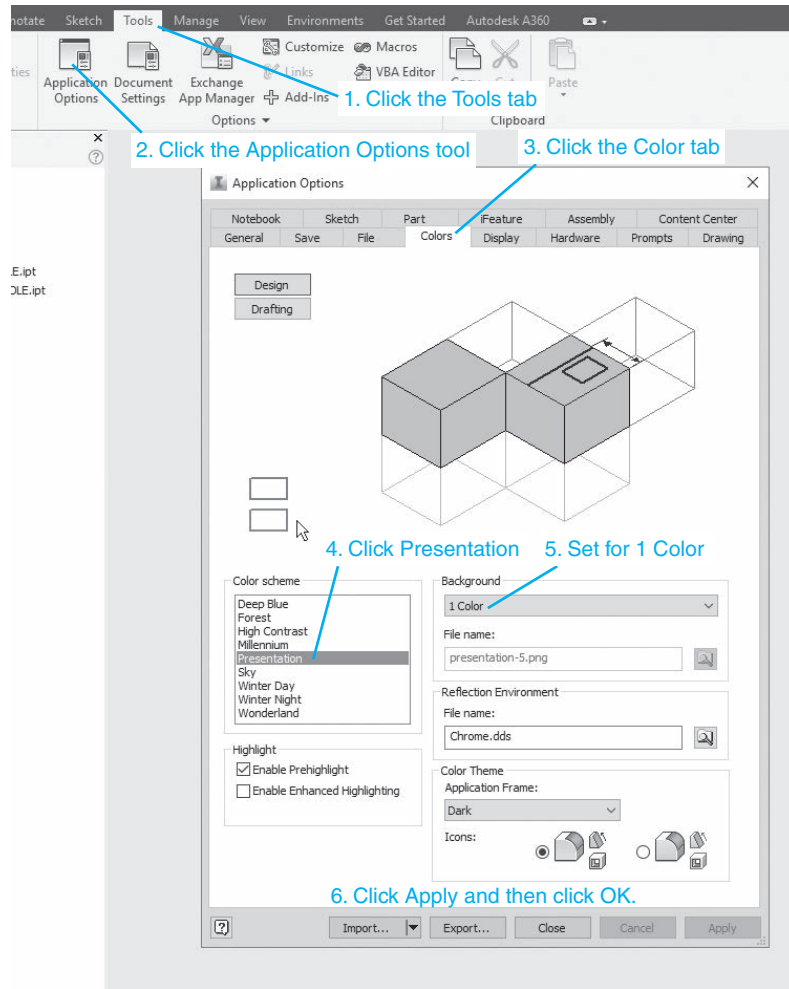 notate Sketch Tools Manage View Environments Get Started Autodesk A360
Customize Macros
ties Links VBA Editor
Application Document Exchange Add-Ins Paste
Options Settings App Manager
1. Click the Tools tab
Options Clipboard
2. Click the Application Options tool
3. Click the Color tab
Application Options
Notebook Sketch Part iFeature Assembly Content Center
General Save File Colors Display Hardware Prompts Drawing
E.ipt
OLE.ipt
Design
Drafting
4. Click Presentation 5. Set for 1 Color
Color scheme
Deep Blue
Forest
High Contrast
Millennium
Presentation
Sky
Winter Day
Winter Night
Wonderland
Highlight
Enable Prehighlight
Enable Enhanced Highlighting
Background
1 Color
File name:
presentation-5.png
Reflection Environment
File name:
Chrome.dds
Color Theme
Application Frame:
Dark
Icons:
6. Click Apply and then click OK.
Import... Export... Close Cancel Apply